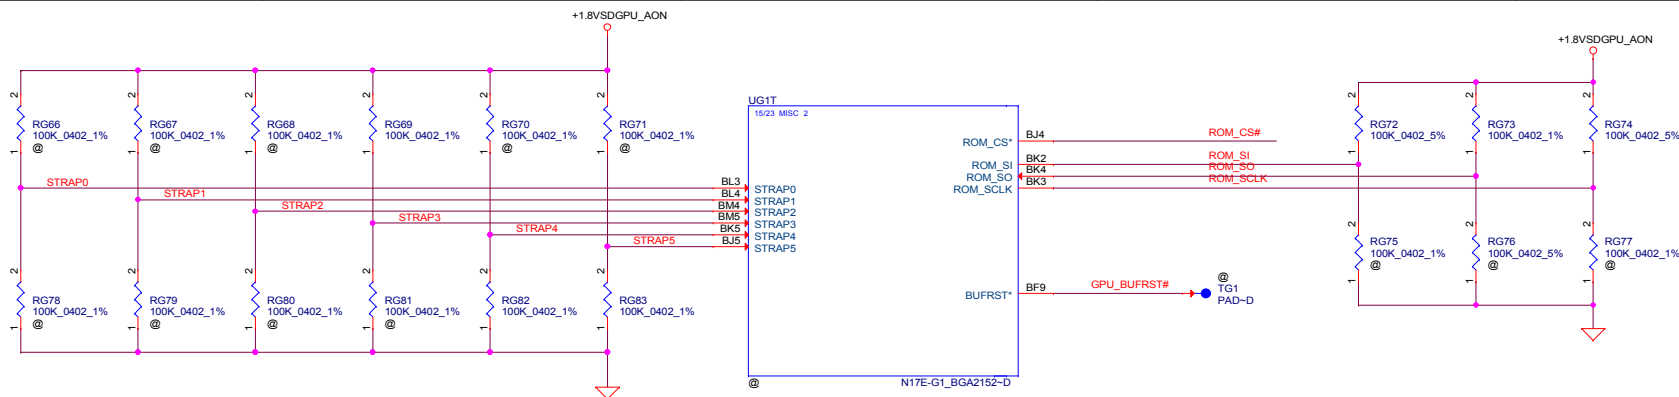 +1.8VSDGPU_AON
+1.8VSDGPU_AON
2 2 2 2 2 2
RG66 RG67 RG68 RG69 RG70 RG71
100K_0402_1% 100K_0402_1% 100K_0402_1% 100K_0402_1% 100K_0402_1% 100K_0402_1%
@ @ @ @ @ @
1 1 1 1 1 1
STRAP0
STRAP1
STRAP2
STRAP3
STRAP4
STRAP5
2 2 2 2 2 2
RG78 RG79 RG80 RG81 RG82 RG83
100K_0402_1% 100K_0402_1% 100K_0402_1% 100K_0402_1% 100K_0402_1% 100K_0402_1%
@ @ @ @ @
1 1 1 1 1 1
UG1T
15/23 MISC 2
BL3 STRAP0
BL4 STRAP1
BM4 STRAP2
BM5 STRAP3
BK5 STRAP4
BJ5 STRAP5
ROM_CS* BJ4 ROM_CS#
ROM_SI BK2 ROM_SI
ROM_SO BK4 ROM_SO
ROM_SCLK BK3 ROM_SCLK
BUFRST* BF9 GPU_BUFRST#
@
TG1
PAD~D
@ N17E-G1_BGA2152~D
2 2 2
RG72 RG73 RG74
100K_0402_5% 100K_0402_1% 100K_0402_5%
@
1 1 1
2 2 2
RG75 RG76 RG77
100K_0402_1% 100K_0402_5% 100K_0402_1%
@ @ @
1 1 1